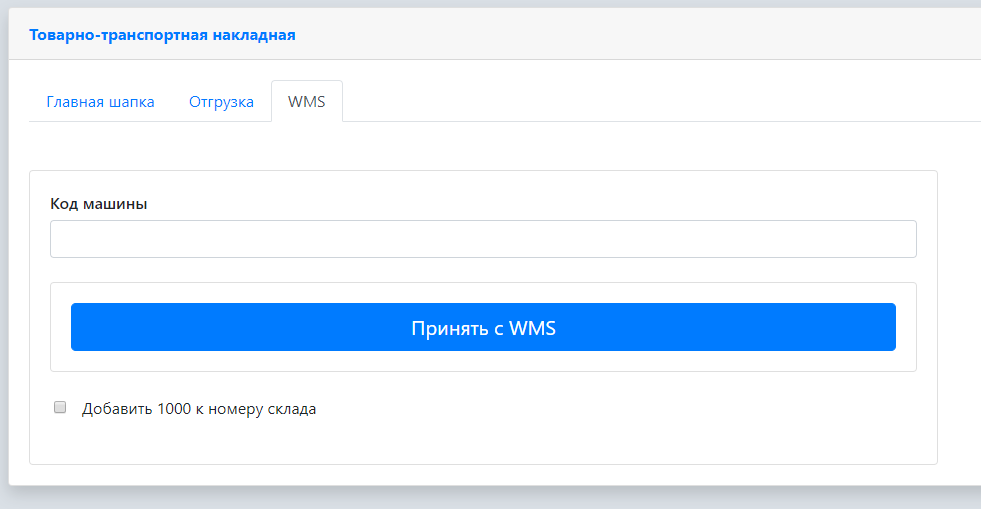 Товарно-транспортная накладная
Главная шапка Отгрузка WMS
Код машины
Принять с WMS
Добавить 1000 к номеру склада